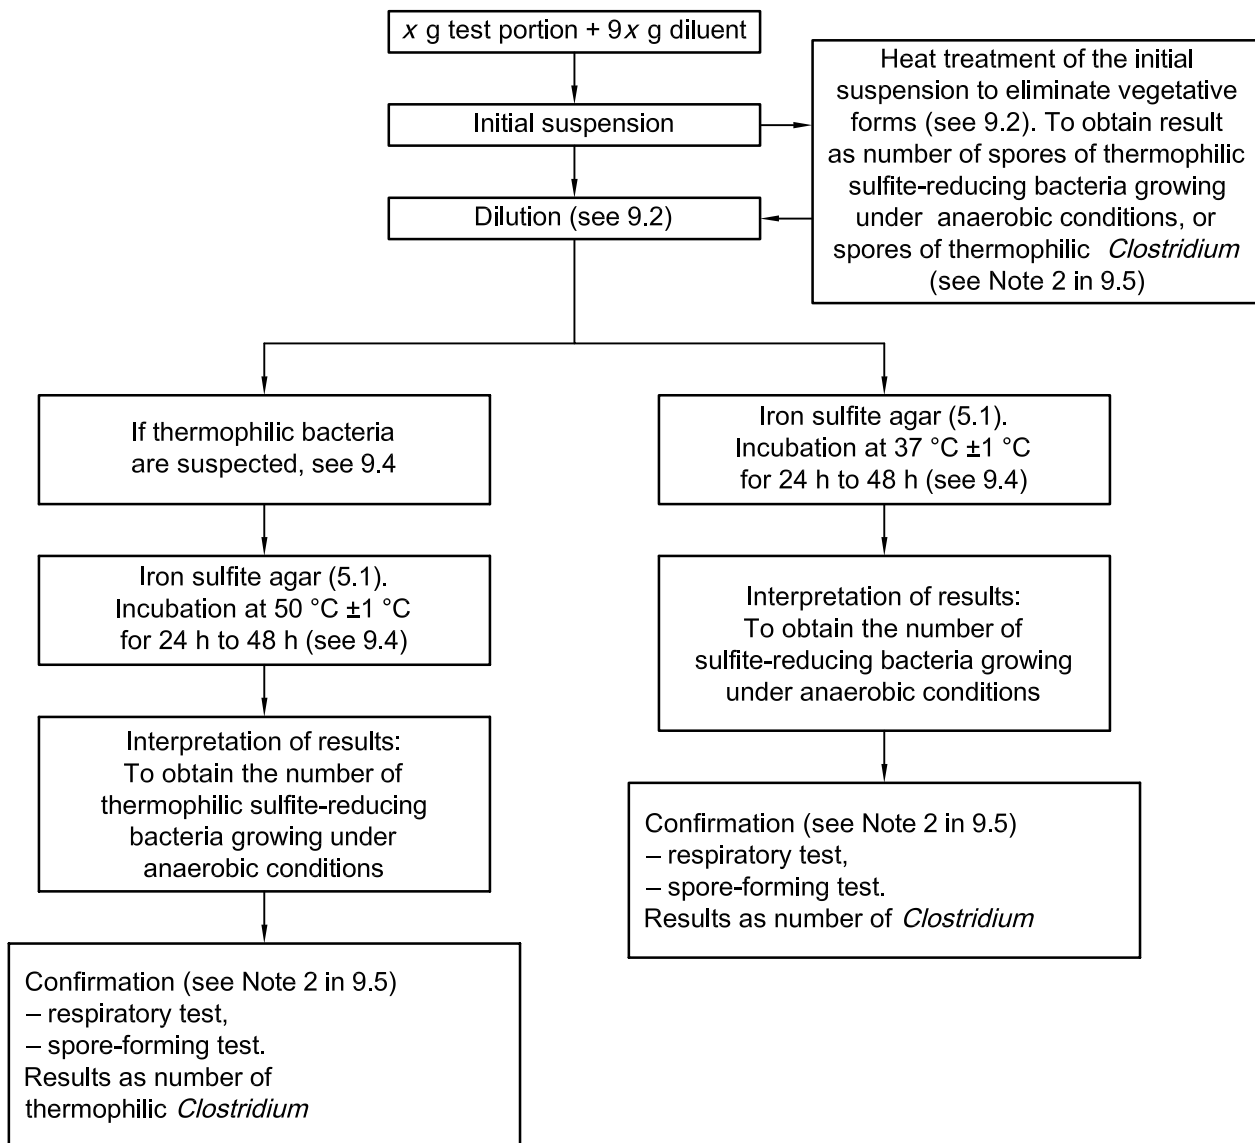 x g test portion + 9x g diluent
Initial suspension
Heat treatment of the initial
suspension to eliminate vegetative
forms (see 9.2). To obtain result
as number of spores of thermophilic
sulfite-reducing bacteria growing
under anaerobic conditions, or
spores of thermophilic Clostridium
(see Note 2 in 9.5)
Dilution (see 9.2)
If thermophilic bacteria
are suspected, see 9.4
Iron sulfite agar (5.1).
Incubation at 50 °C ±1 °C
for 24 h to 48 h (see 9.4)
Interpretation of results:
To obtain the number of
thermophilic sulfite-reducing
bacteria growing under
anaerobic conditions
Confirmation (see Note 2 in 9.5)
– respiratory test,
– spore-forming test.
Results as number of
thermophilic Clostridium
Iron sulfite agar (5.1).
Incubation at 37 °C ±1 °C
for 24 h to 48 h (see 9.4)
Interpretation of results:
To obtain the number of
sulfite-reducing bacteria growing
under anaerobic conditions
Confirmation (see Note 2 in 9.5)
– respiratory test,
– spore-forming test.
Results as number of Clostridium